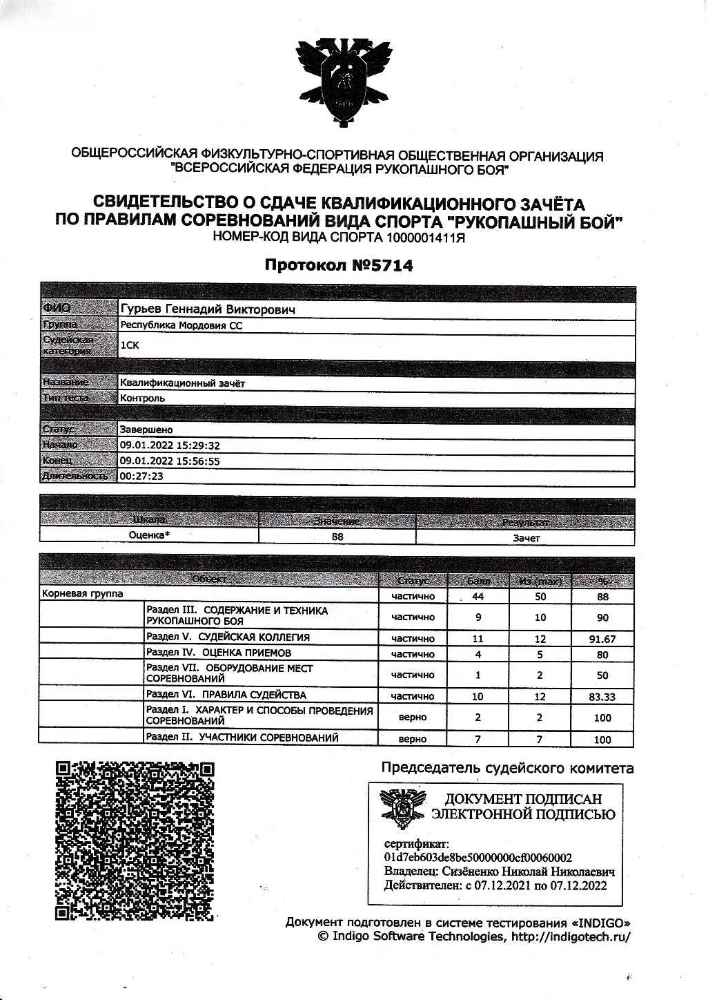 ОБЩЕРОССИЙСКАЯ ФИЗКУЛЬТУРНО-СПОРТИВНАЯ ОБЩЕСТВЕННАЯ ОРГАНИЗАЦИЯ
"ВСЕРОССИЙСКАЯ ФЕДЕРАЦИЯ РУКОПАШНОГО БОЯ"
СВИДЕТЕЛЬСТВО О СДАЧЕ КВАЛИФИКАЦИОННОГО ЗАЧЁТА
ПО ПРАВИЛАМ СОРЕВНОВАНИЙ ВИДА СПОРТА "РУКОПАШНЫЙ БОЙ"
НОМЕР-КОД ВИДА СПОРТА 1000001411Я
Протокол №5714
ФИО Гурьев Геннадий Викторович
Группа Республика Мордовия СС
Судейская
категория 1СК
Название Квалификационный зачёт
Тип теста Контроль
Статус Завершено
Начало 09.01.2022 15:29:32
Конец 09.01.2022 15:56:55
Длительность 00:27:23
Шкала Значение Результат
Оценка* 88 Зачет
Объект Статус Балл Из (max) %
Корневая группа частично 44 50 88
Раздел III. СОДЕРЖАНИЕ И ТЕХНИКА
РУКОПАШНОГО БОЯ частично 9 10 90
Раздел V. СУДЕЙСКАЯ КОЛЛЕГИЯ частично 11 12 91.67
Раздел IV. ОЦЕНКА ПРИЕМОВ частично 4 5 80
Раздел VII. ОБОРУДОВАНИЕ МЕСТ
СОРЕВНОВАНИЙ частично 1 2 50
Раздел VI. ПРАВИЛА СУДЕЙСТВА частично 10 12 83.33
Раздел I. ХАРАКТЕР И СПОСОБЫ ПРОВЕДЕНИЯ
СОРЕВНОВАНИЙ верно 2 2 100
Раздел II. УЧАСТНИКИ СОРЕВНОВАНИЙ верно 7 7 100
Председатель судейского комитета
ДОКУМЕНТ ПОДПИСАН
ЭЛЕКТРОННОЙ ПОДПИСЬЮ
сертификат:
01d7eb603de8be50000000cf00060002
Владелец: Сизёненко Николай Николаевич
Действителен: с 07.12.2021 по 07.12.2022
Документ подготовлен в системе тестирования «INDIGO»
© Indigo Software Technologies, http://indigotech.ru/